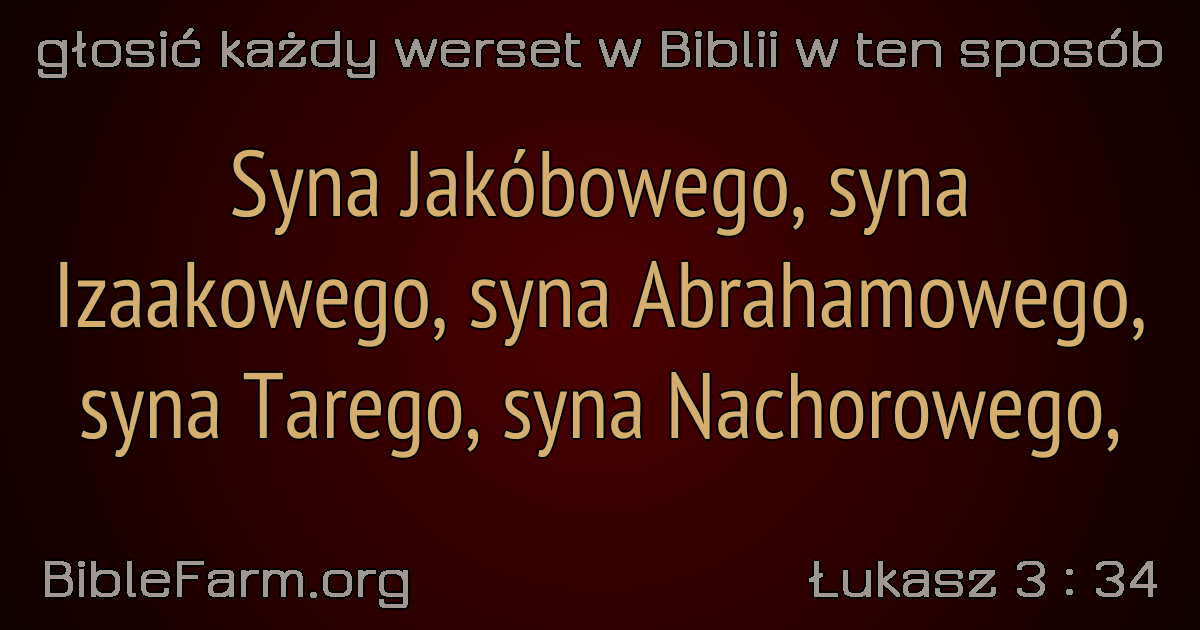 głosić każdy werset w Biblii w ten sposób
Syna Jakóbowego, syna
Izaakowego, syna Abrahamowego,
syna Tarego, syna Nachorowego,
BibleFarm.org
Łukasz 3 : 34